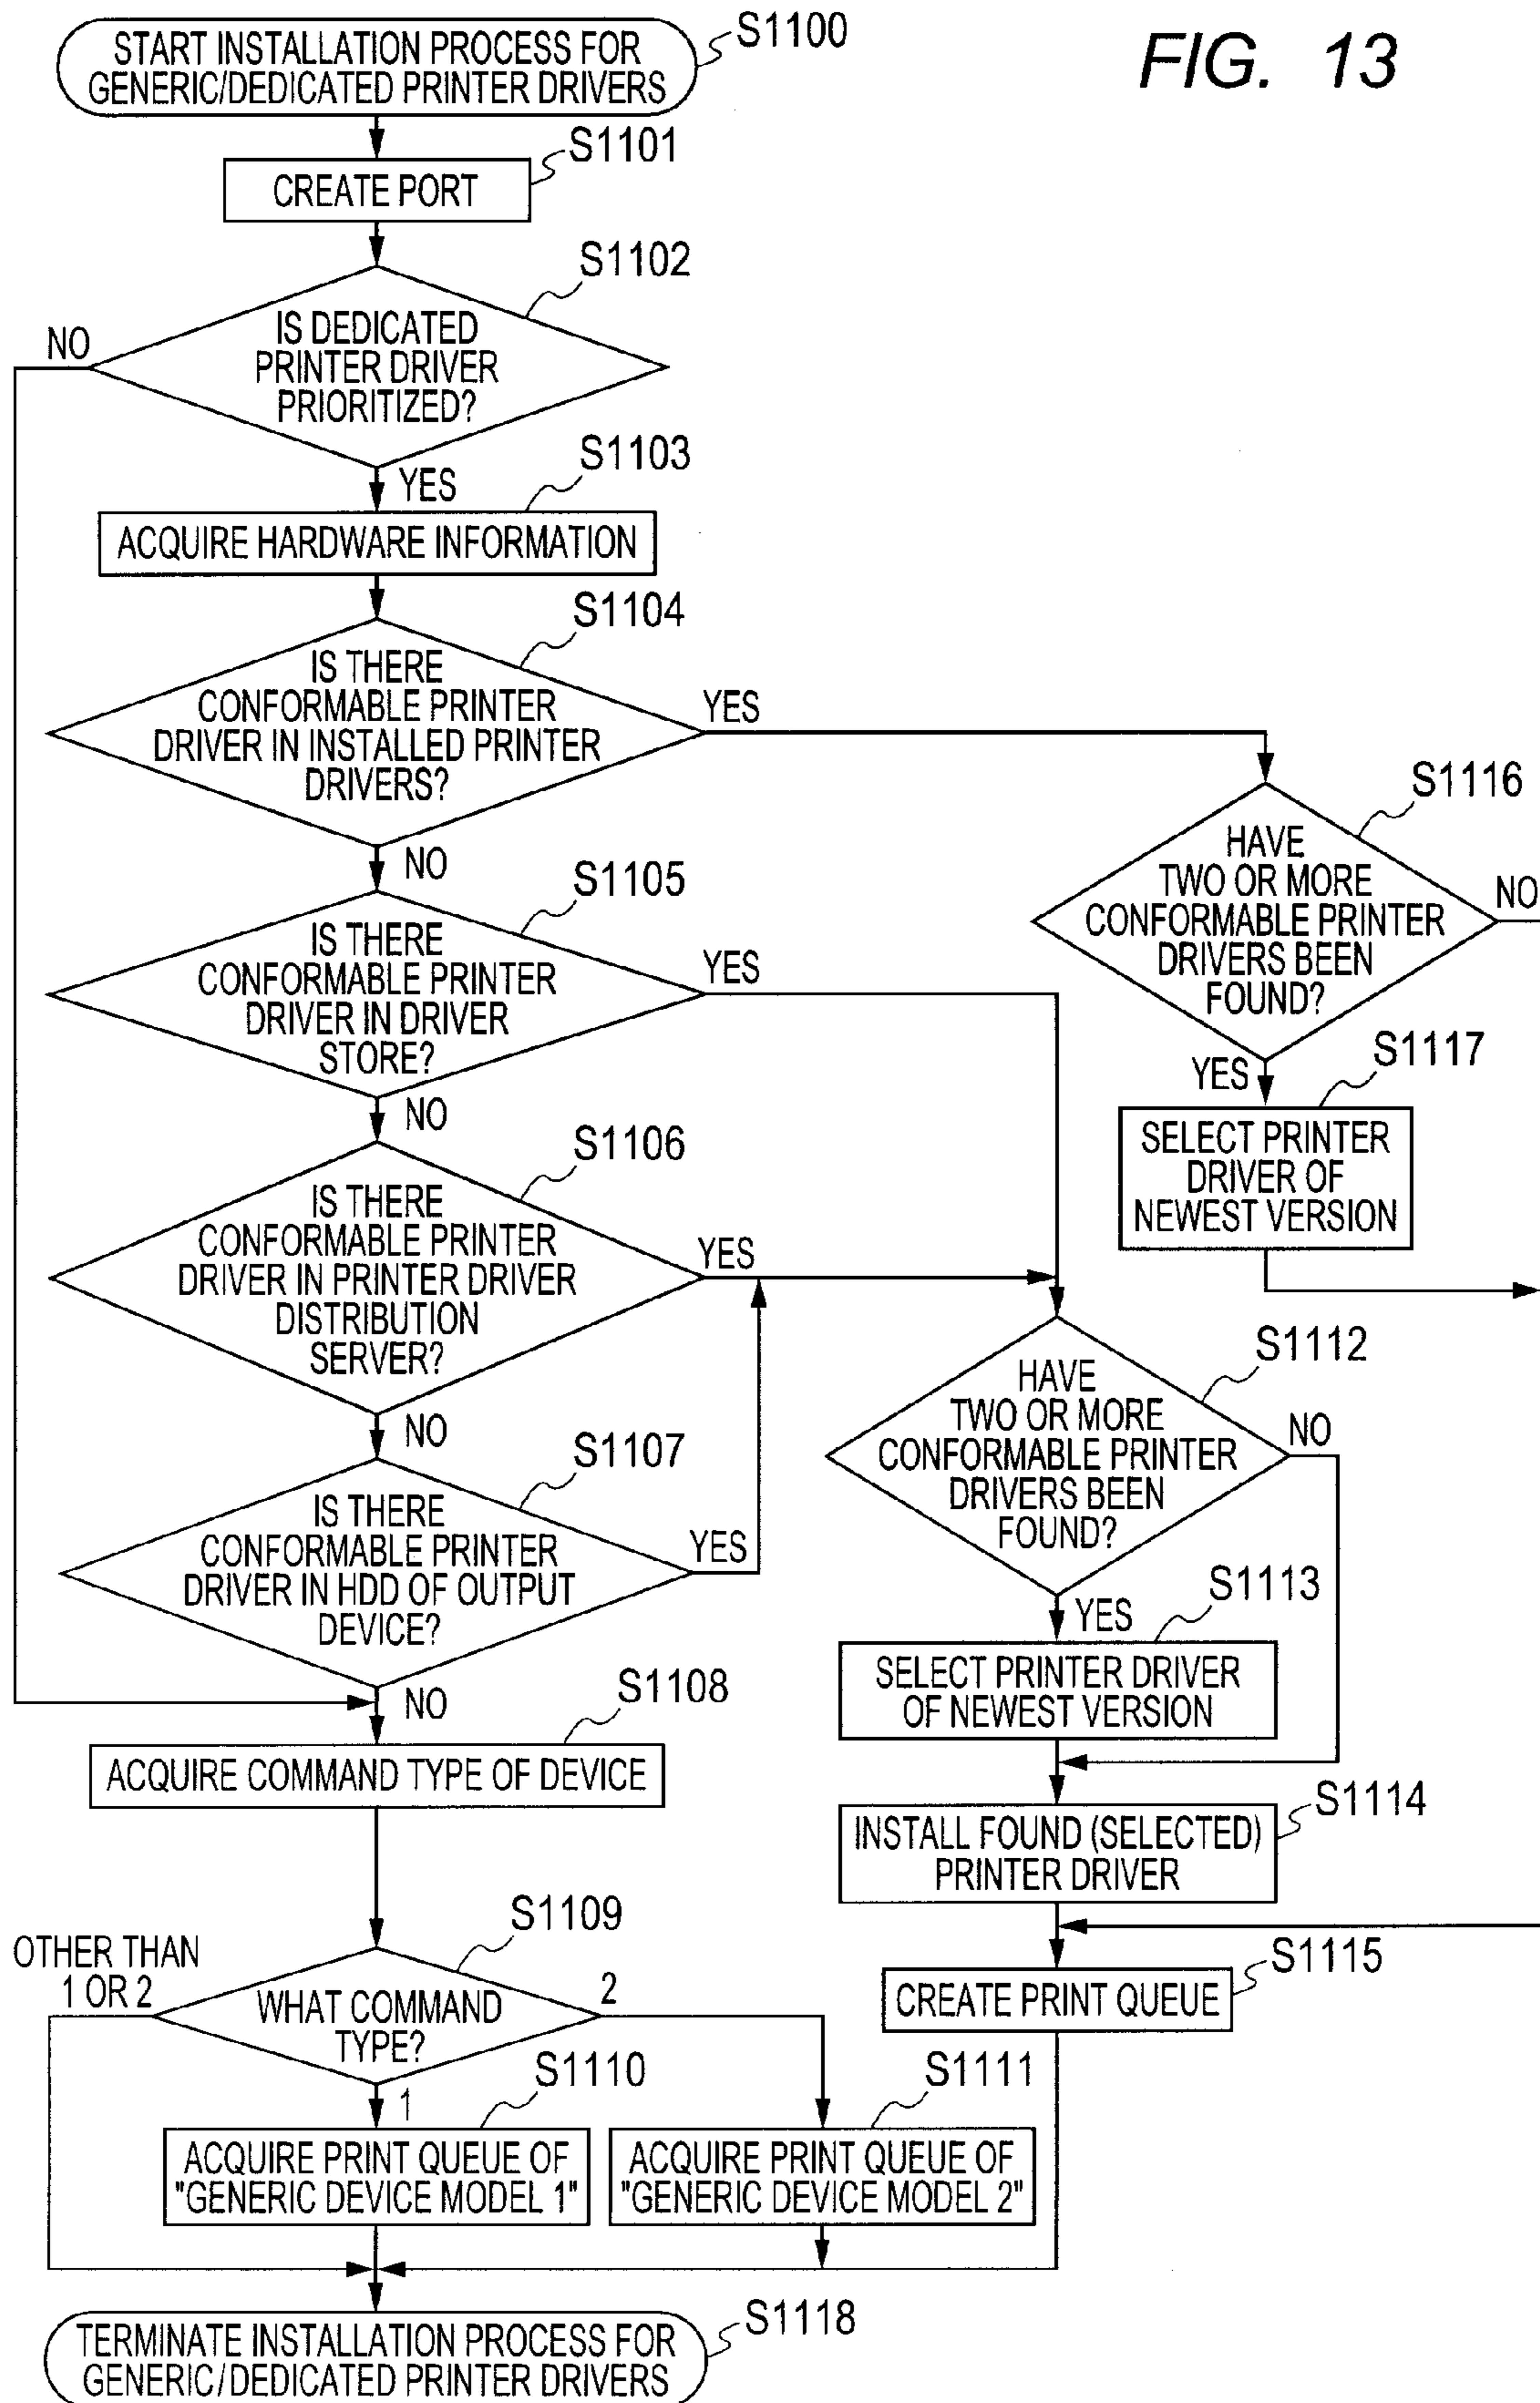 FIG. 13
START INSTALLATION PROCESS FOR
GENERIC/DEDICATED PRINTER DRIVERS
S1100
CREATE PORT
S1101
IS DEDICATED
PRINTER DRIVER
PRIORITIZED?
S1102
NO
YES
ACQUIRE HARDWARE INFORMATION
S1103
IS THERE
CONFORMABLE PRINTER
DRIVER IN INSTALLED PRINTER
DRIVERS?
S1104
YES
NO
IS THERE
CONFORMABLE PRINTER
DRIVER IN DRIVER
STORE?
S1105
YES
NO
IS THERE
CONFORMABLE PRINTER
DRIVER IN PRINTER DRIVER
DISTRIBUTION
SERVER?
S1106
YES
NO
IS THERE
CONFORMABLE PRINTER
DRIVER IN HDD OF OUTPUT
DEVICE?
S1107
YES
NO
ACQUIRE COMMAND TYPE OF DEVICE
S1108
WHAT COMMAND
TYPE?
S1109
OTHER THAN
1 OR 2
2
1
ACQUIRE PRINT QUEUE OF
"GENERIC DEVICE MODEL 1"
S1110
ACQUIRE PRINT QUEUE OF
"GENERIC DEVICE MODEL 2"
S1111
HAVE
TWO OR MORE
CONFORMABLE PRINTER
DRIVERS BEEN
FOUND?
S1112
NO
YES
SELECT PRINTER DRIVER
OF NEWEST VERSION
S1113
INSTALL FOUND (SELECTED)
PRINTER DRIVER
S1114
CREATE PRINT QUEUE
S1115
HAVE
TWO OR MORE
CONFORMABLE PRINTER
DRIVERS BEEN
FOUND?
S1116
NO
YES
SELECT PRINTER
DRIVER OF
NEWEST VERSION
S1117
TERMINATE INSTALLATION PROCESS FOR
GENERIC/DEDICATED PRINTER DRIVERS
S1118